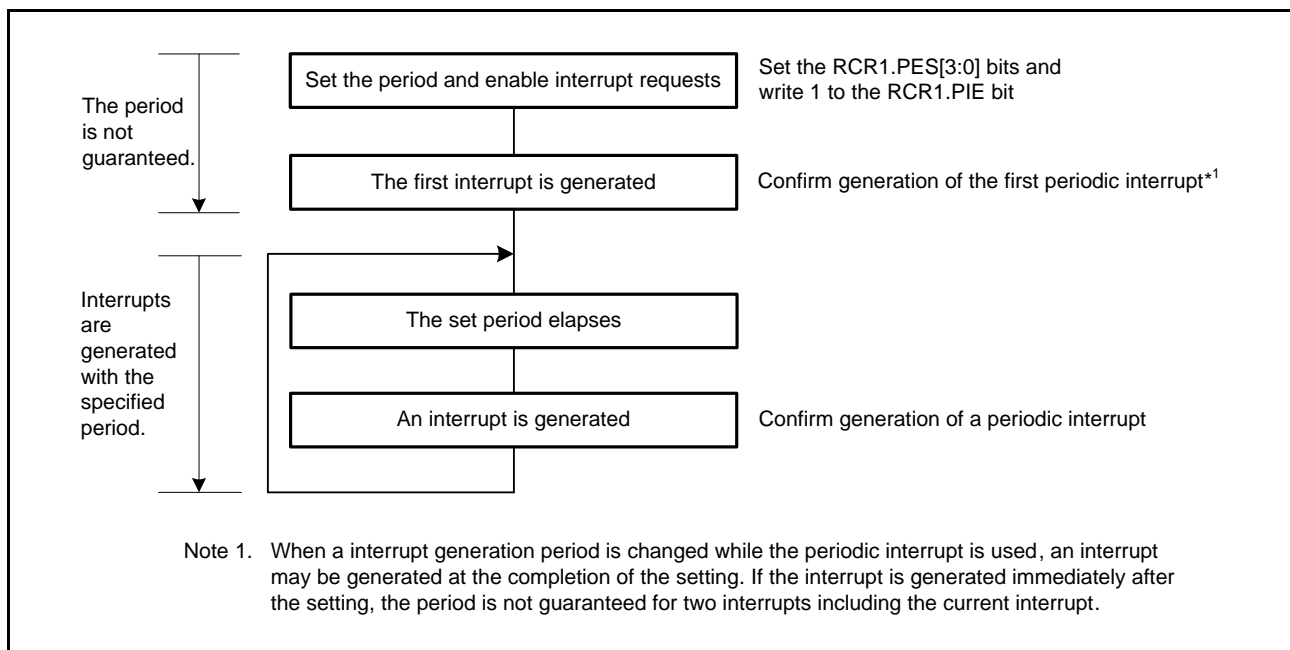 Set the period and enable interrupt requests
Set the RCR1.PES[3:0] bits and
write 1 to the RCR1.PIE bit
The period
is not
guaranteed.
The first interrupt is generated
Confirm generation of the first periodic interrupt*1
Interrupts
are
generated
with the
specified
period.
The set period elapses
An interrupt is generated
Confirm generation of a periodic interrupt
Note 1. When a interrupt generation period is changed while the periodic interrupt is used, an interrupt
may be generated at the completion of the setting. If the interrupt is generated immediately after
the setting, the period is not guaranteed for two interrupts including the current interrupt.